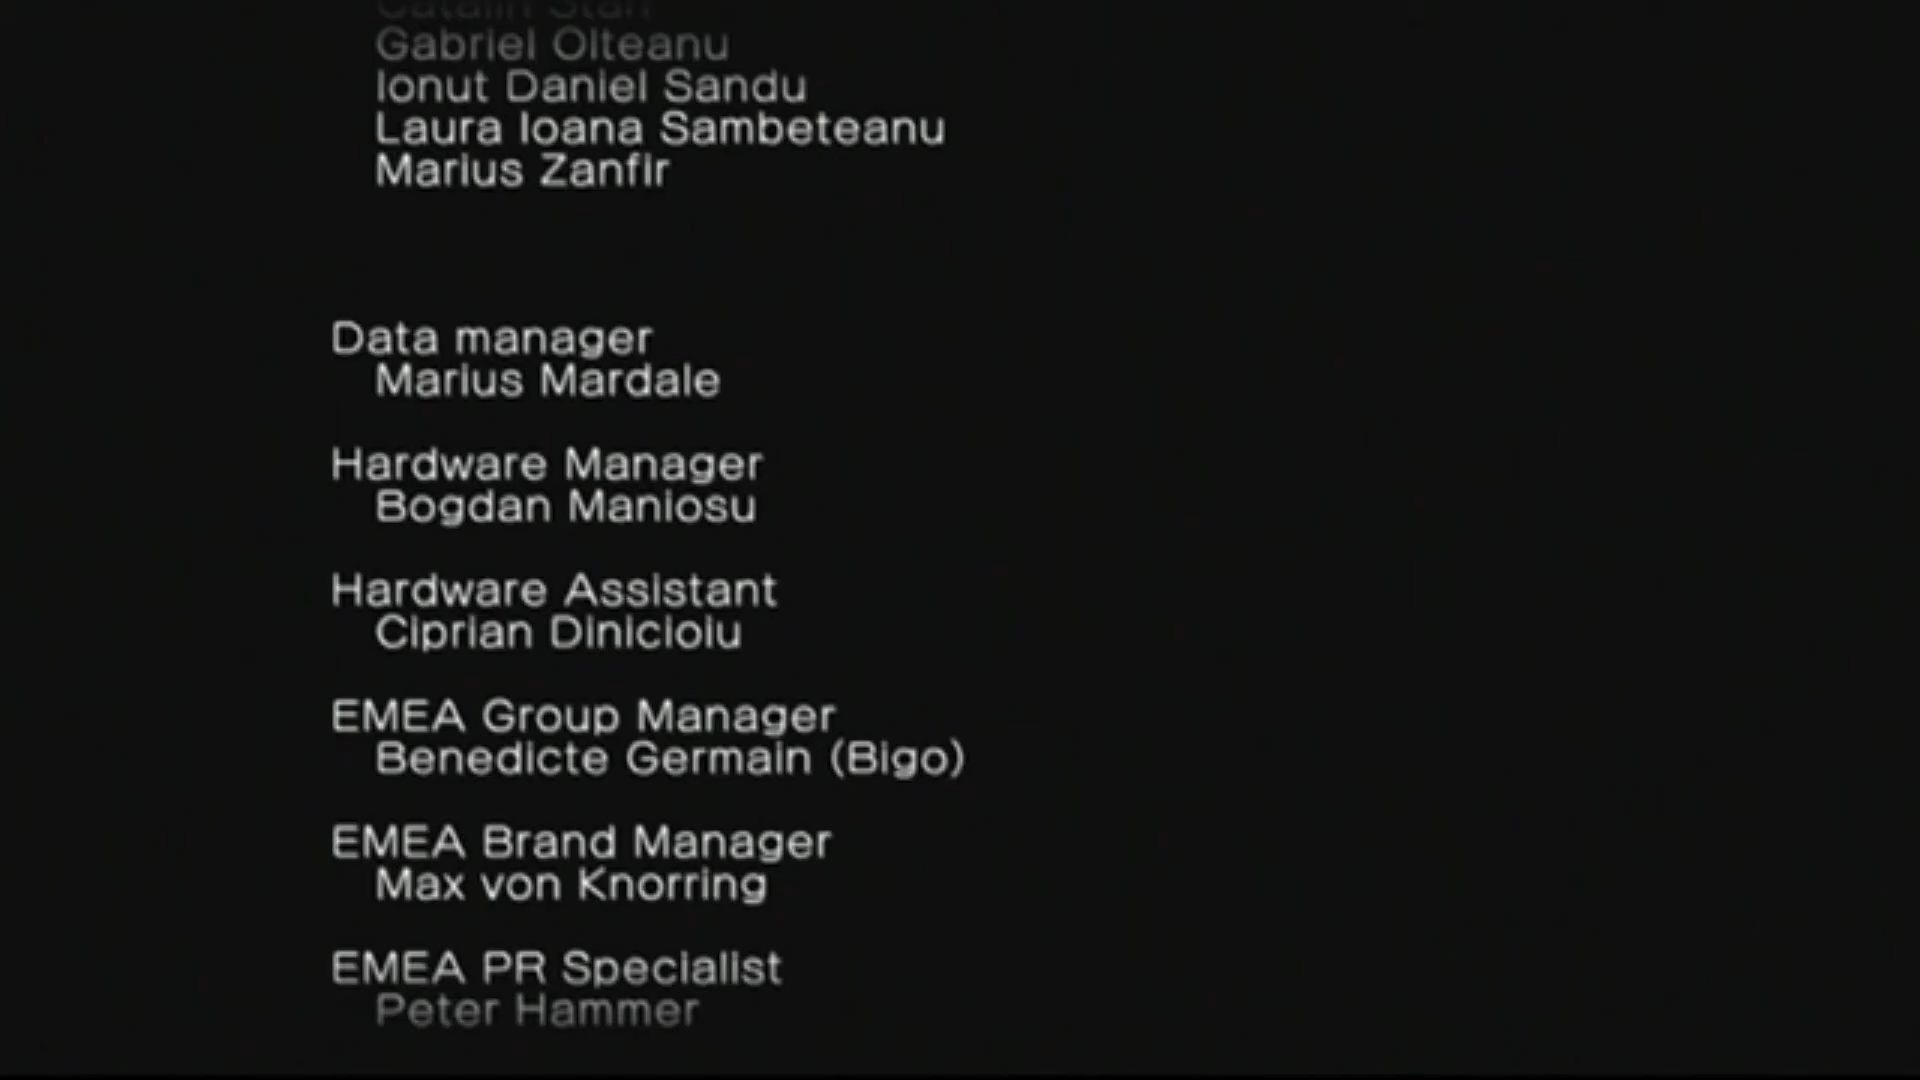 Gabriel Olteanu
Ionut Daniel Sandu
Laura Ioana Sambeteanu
Marius Zanfir
Data manager
Marius Mardale
Hardware Manager
Bogdan Maniosu
Hardware Assistant
Ciprian Dinicioiu
EMEA Group Manager
Benedicte Germain (Bigo)
EMEA Brand Manager
Max von Knorring
EMEA PR Specialist
Peter Hammer